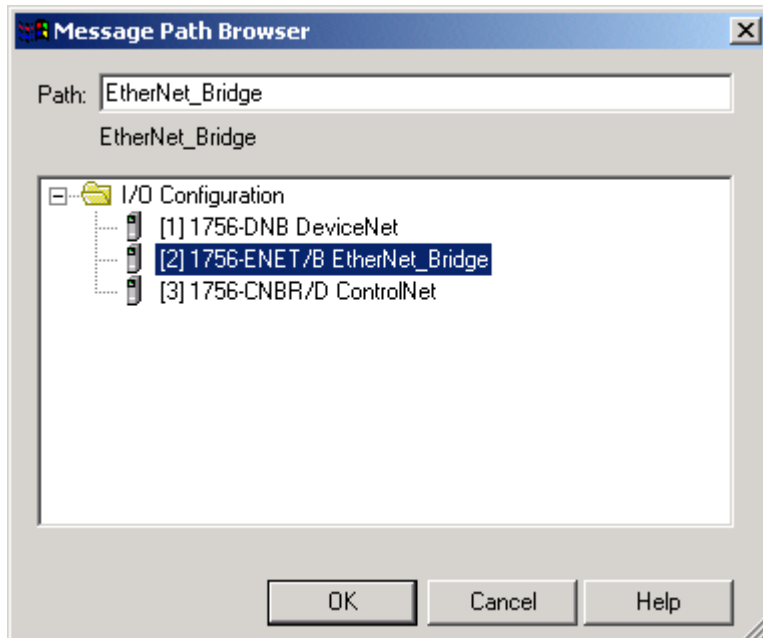 Message Path Browser
Path: EtherNet_Bridge
EtherNet_Bridge
I/O Configuration
[1] 1756-DNB DeviceNet
[2] 1756-ENET/B EtherNet_Bridge
[3] 1756-CNBR/D ControlNet
OK Cancel Help